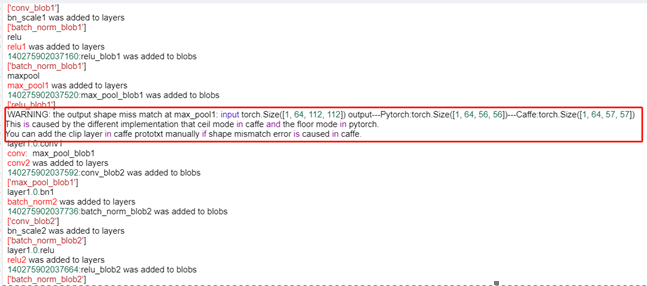 ['conv_blob1']
bn_scale1 was added to layers
['batch_norm_blob1']
relu
relu1 was added to layers
140275902037160:relu_blob1 was added to blobs
['batch_norm_blob1']
maxpool
max_pool1 was added to layers
140275902037520:max_pool_blob1 was added to blobs
['relu_blob1']
WARNING: the output shape miss match at max_pool1: input torch.Size([1, 64, 112, 112]) output---Pytorch:torch.Size([1, 64, 56, 56])---Caffe:torch.Size([1, 64, 57, 57])
This is caused by the different implementation that ceil mode in caffe and the floor mode in pytorch.
You can add the clip layer in caffe prototxt manually if shape mismatch error is caused in caffe.
layer1.0.conv1
conv: max_pool_blob1
conv2 was added to layers
140275902037592:conv_blob2 was added to blobs
['max_pool_blob1']
layer1.0.bn1
batch_norm2 was added to layers
140275902037736:batch_norm_blob2 was added to blobs
['conv_blob2']
bn_scale2 was added to layers
['batch_norm_blob2']
layer1.0.relu
relu2 was added to layers
140275902037664:relu_blob2 was added to blobs
['batch_norm_blob2']